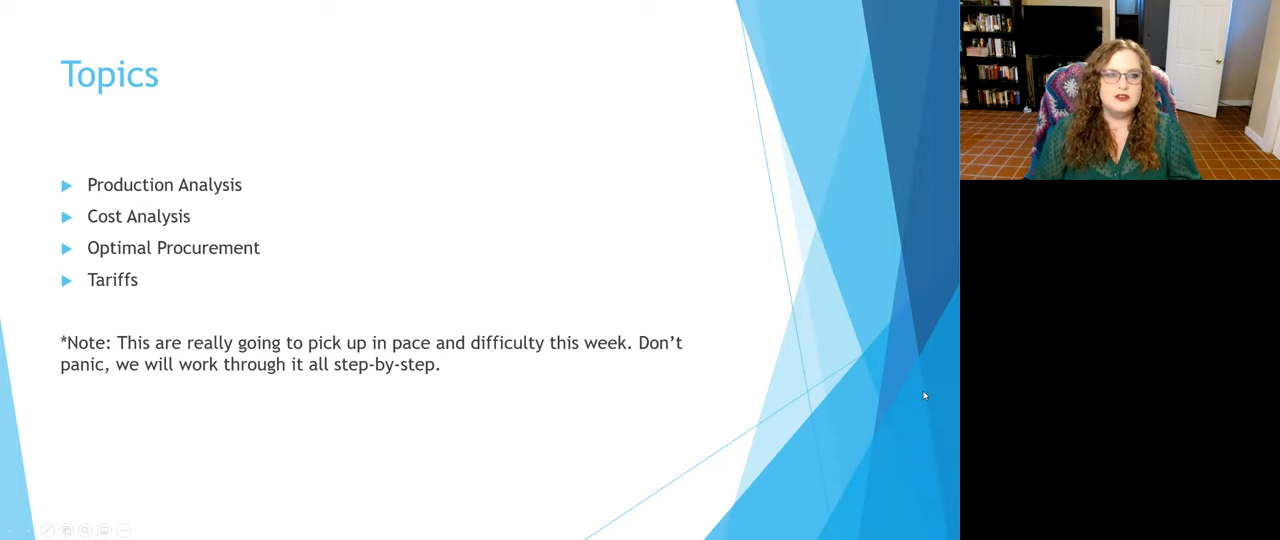 Topics
Production Analysis
Cost Analysis
Optimal Procurement
Tariffs
*Note: This are really going to pick up in pace and difficulty this week. Don't
panic, we will work through it all step-by-step.